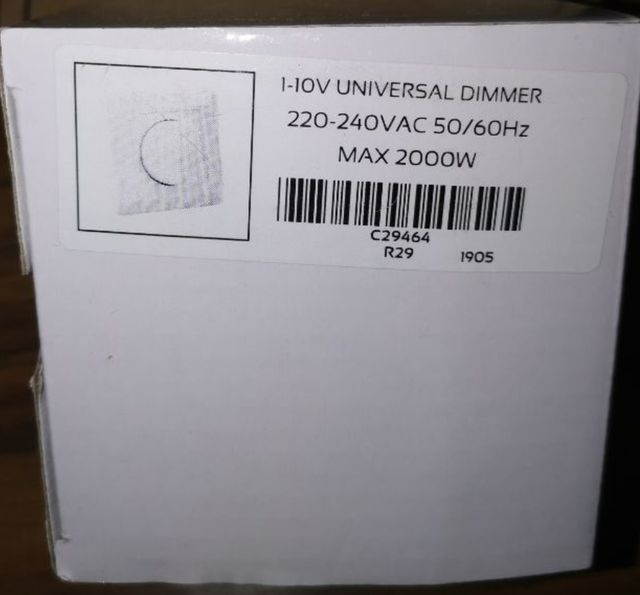 1-10V UNIVERSAL DIMMER
220-240VAC 50/60Hz
MAX 2000W
C29464
R29 1905